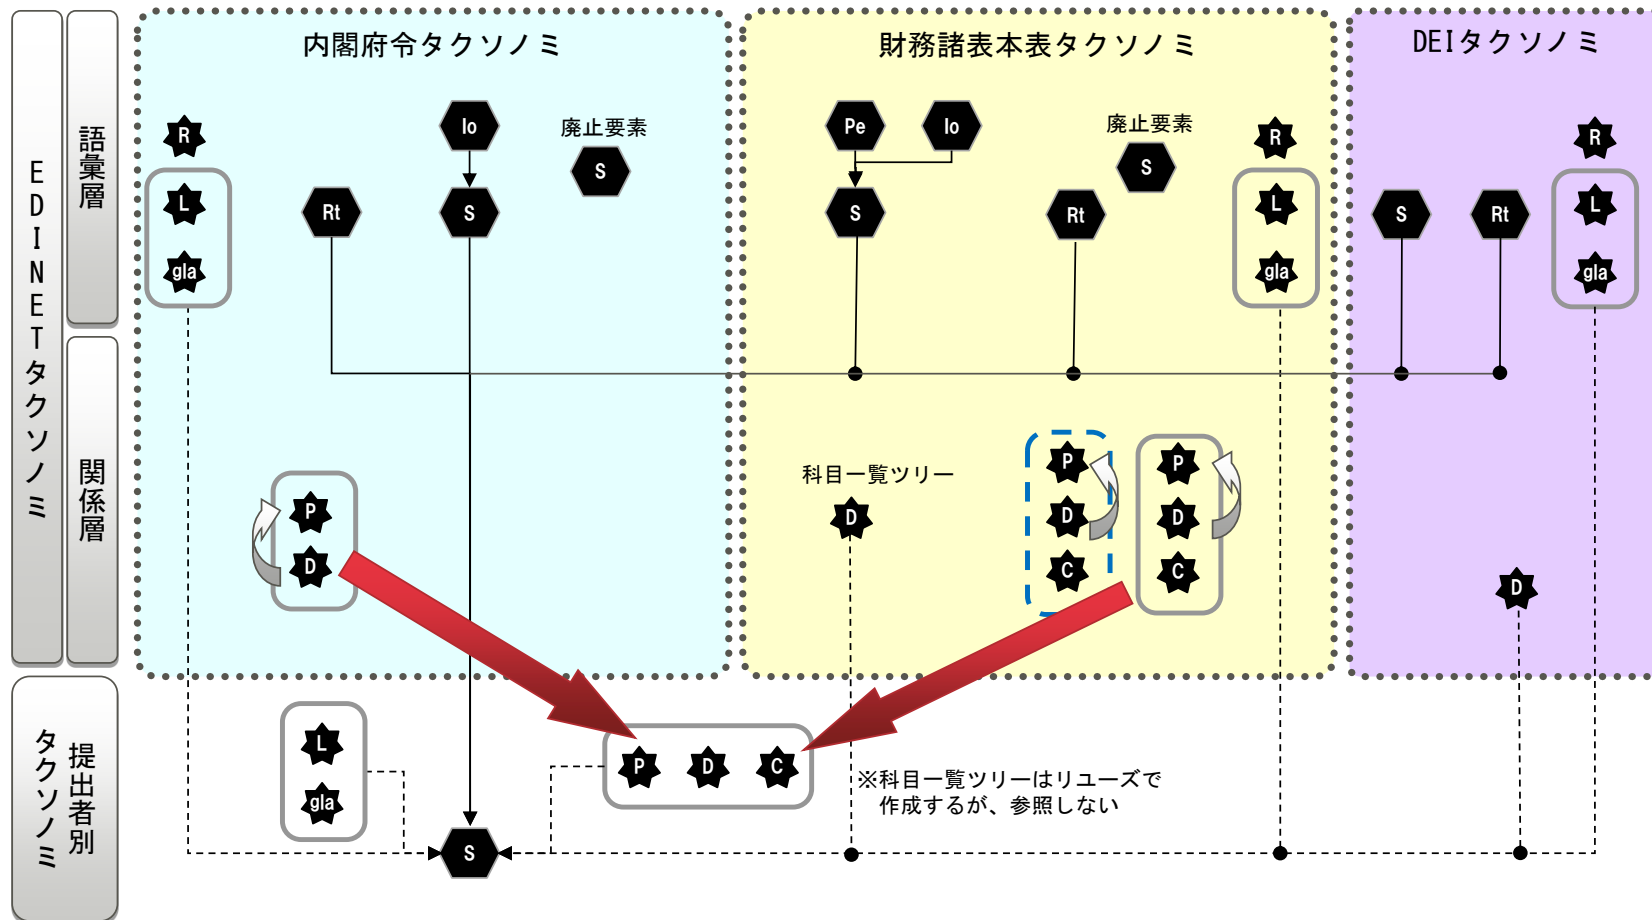 EDINETタクソノミ
語彙層
関係層
提出者別
タクソノミ
内閣府令タクソノミ
R
L
gla
Rt
Io
S
廃止要素
S
P
D
財務諸表本表タクソノミ
Pe
Io
S
廃止要素
S
Rt
R
L
gla
科目一覧ツリー
D
P
D
C
P
D
C
DEIタクソノミ
S
Rt
R
L
gla
D
L
gla
P D C
S
※科目一覧ツリーはリユーズで
作成するが、参照しない